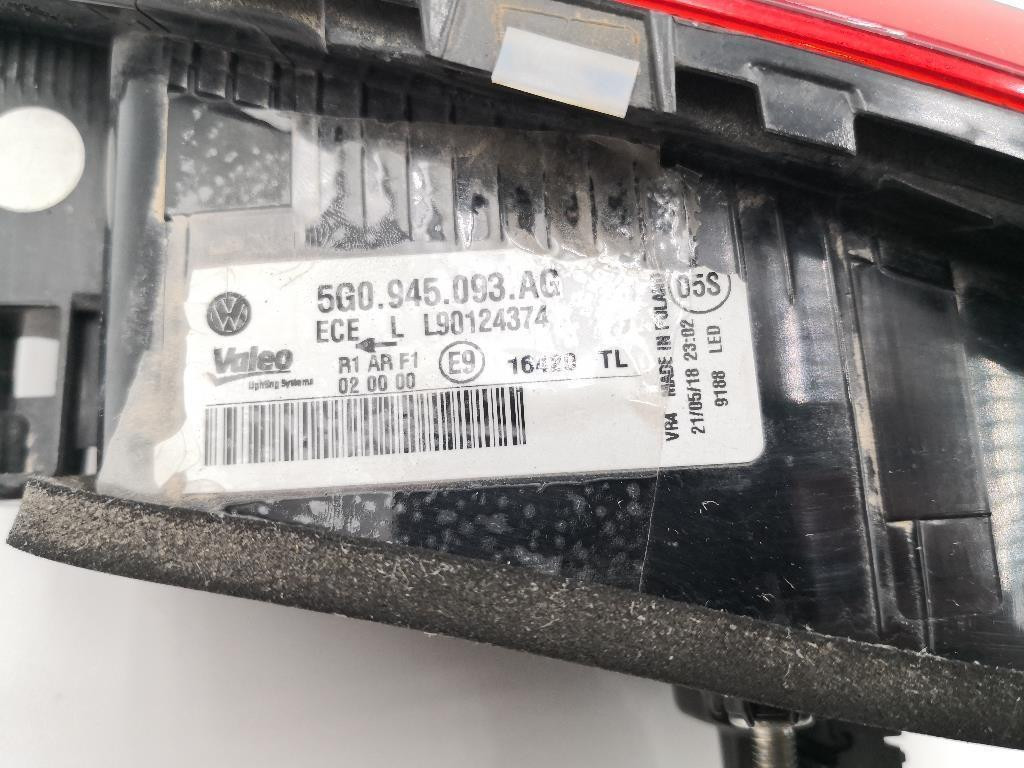 5G0.945.093.AG
ECE L L90124374
Valeo
Lighting Systems
R1 AR F1
02 00 00
E9
TL
05S
VR4 MADE IN POLAND
21/05/18 23:02
9188 LED